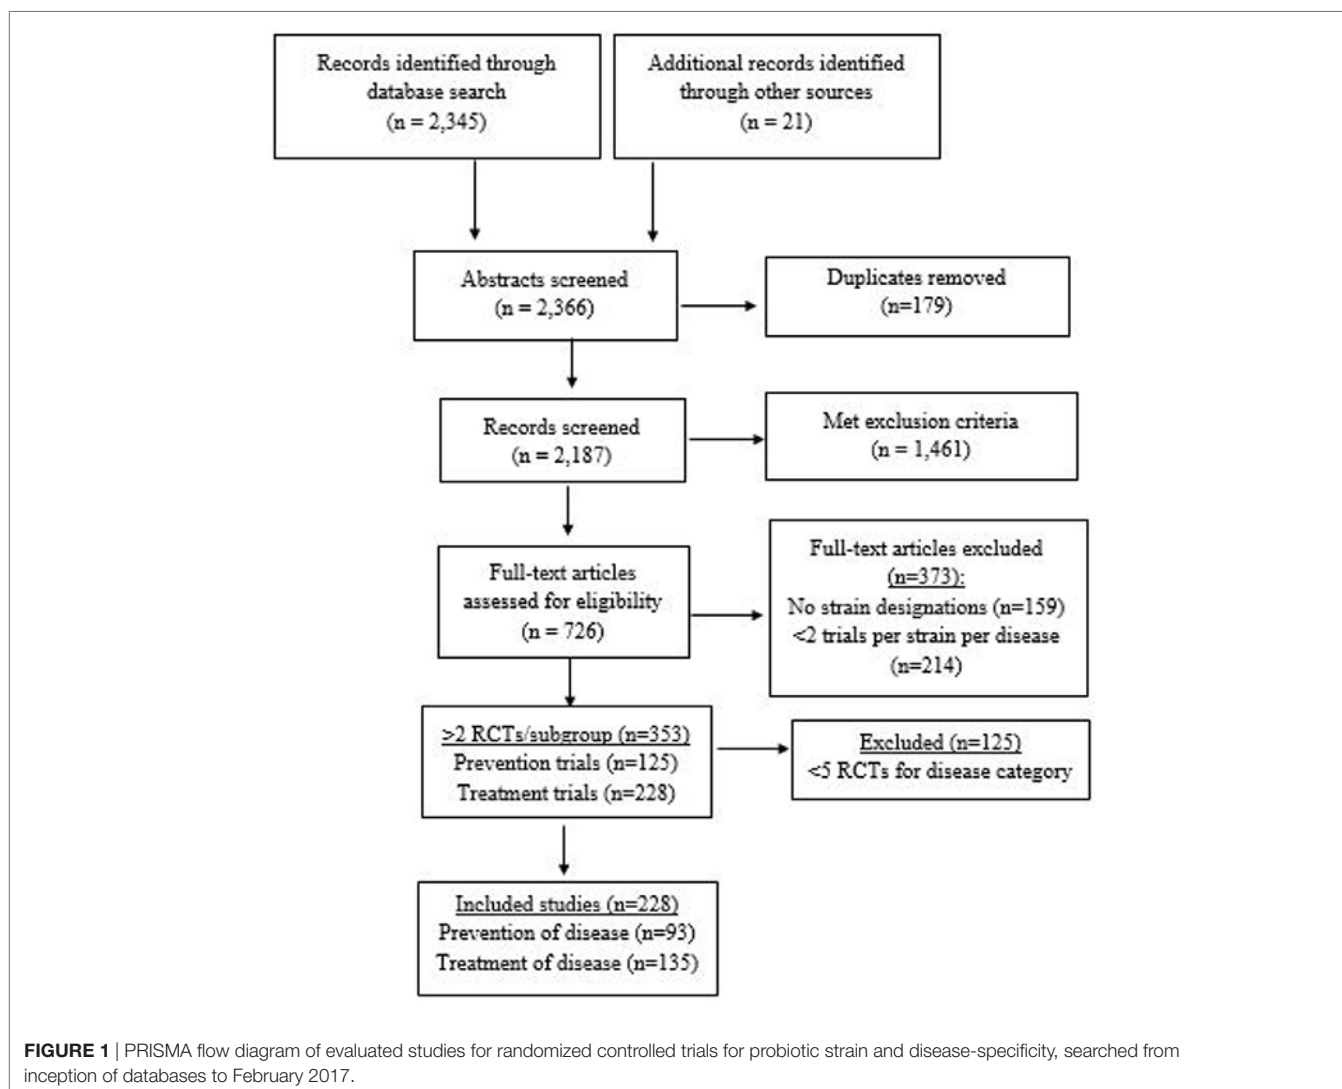 Records identified through
database search
(n = 2,345)
Additional records identified
through other sources
(n = 21)
Abstracts screened
(n = 2,366)
Duplicates removed
(n=179)
Records screened
(n = 2,187)
Met exclusion criteria
(n = 1,461)
Full-text articles
assessed for eligibility
(n = 726)
Full-text articles excluded
(n=373):
No strain designations (n=159)
<2 trials per strain per disease
(n=214)
>2 RCTs/subgroup (n=353)
Prevention trials (n=125)
Treatment trials (n=228)
Excluded (n=125)
<5 RCTs for disease category
Included studies (n=228)
Prevention of disease (n=93)
Treatment of disease (n=135)
FIGURE 1 | PRISMA flow diagram of evaluated studies for randomized controlled trials for probiotic strain and disease-specificity, searched from
inception of databases to February 2017.